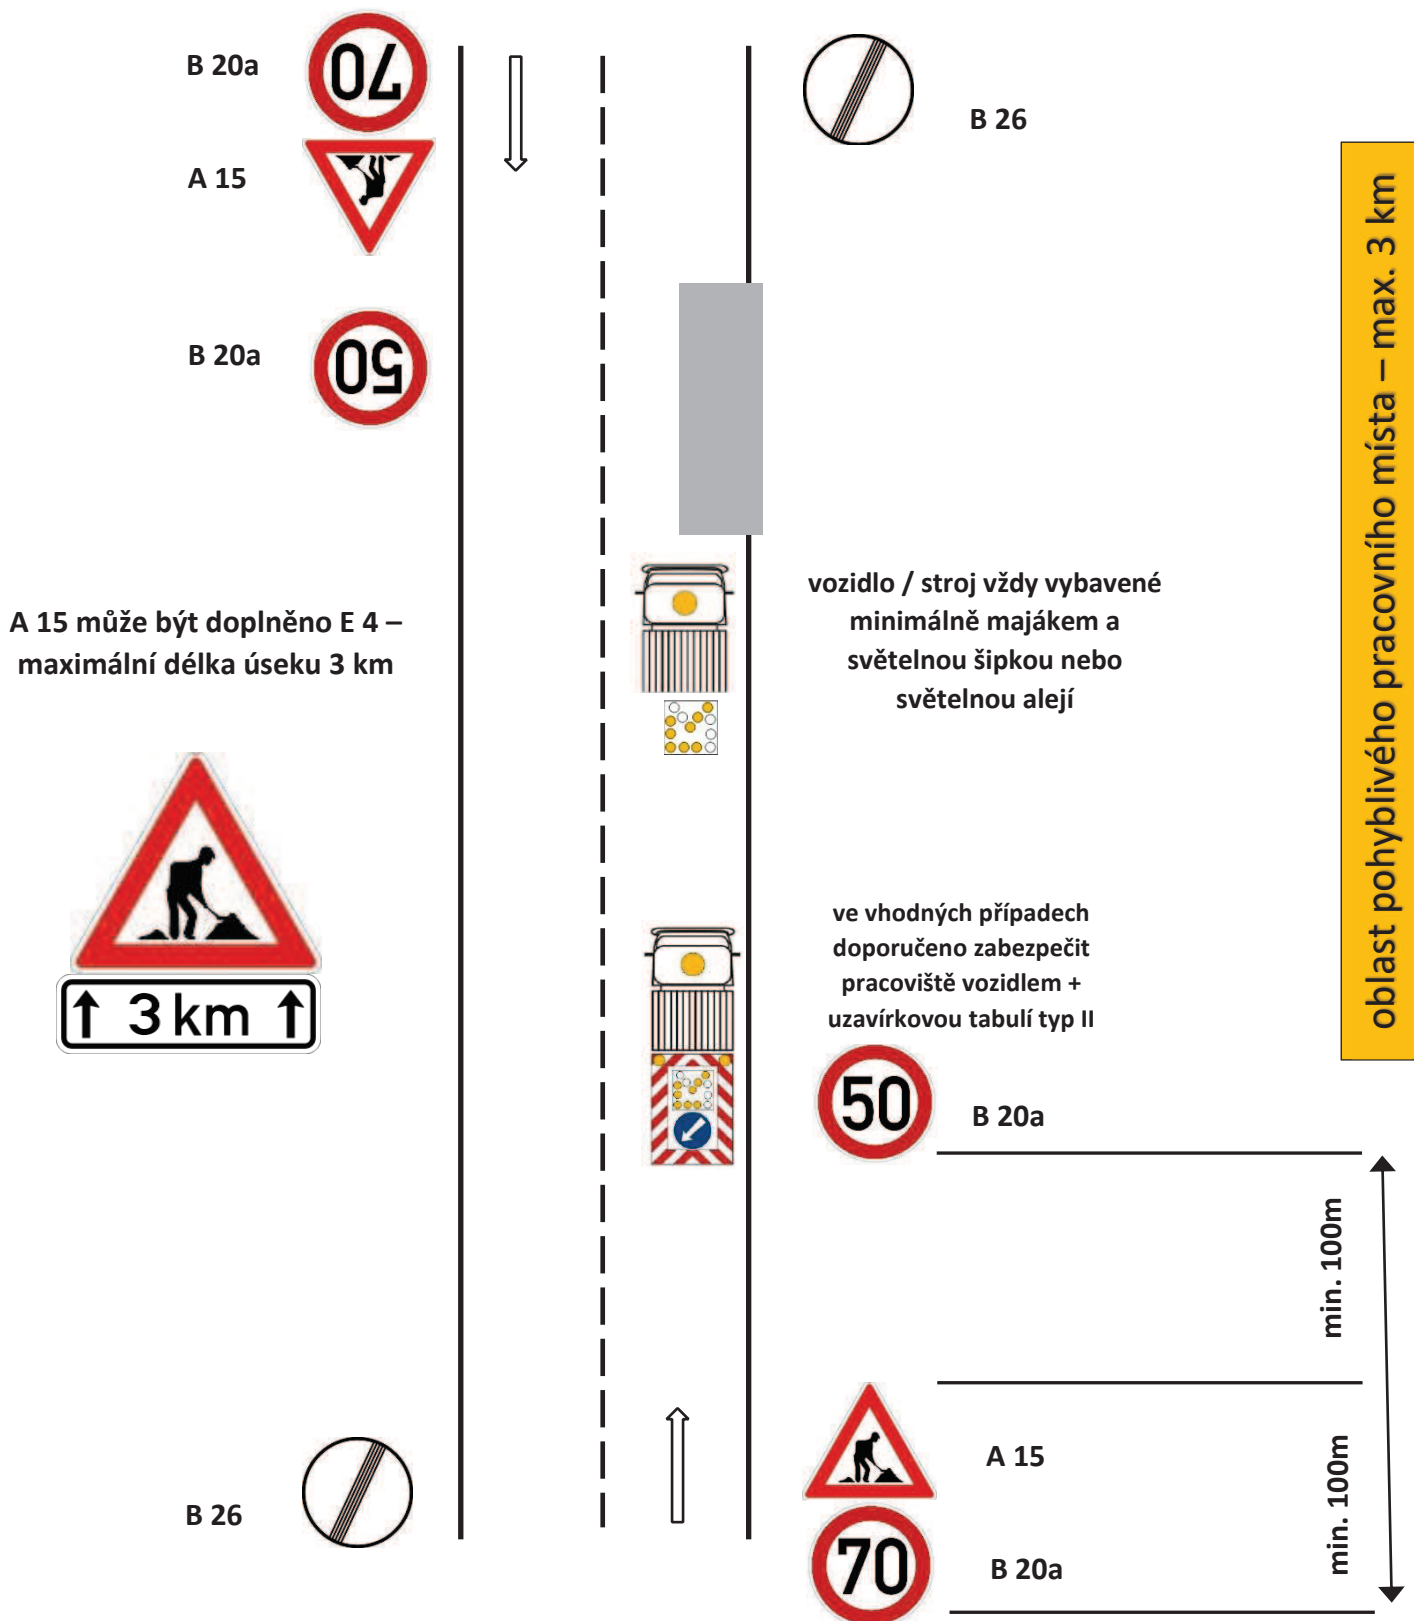 B 20a
70
B 26
A 15
B 20a
50
oblast pohyblivého pracovního místa – max. 3 km
A 15 může být doplněno E 4 –
maximální délka úseku 3 km
vozidlo / stroj vždy vybavené
minimálně majákem a
světelnou šipkou nebo
světelnou alejí
3 km
ve vhodných případech
doporučeno zabezpečit
pracoviště vozidlem +
uzavírkovou tabulí typ II
50
B 20a
min. 100m
A 15
min. 100m
B 26
70
B 20a